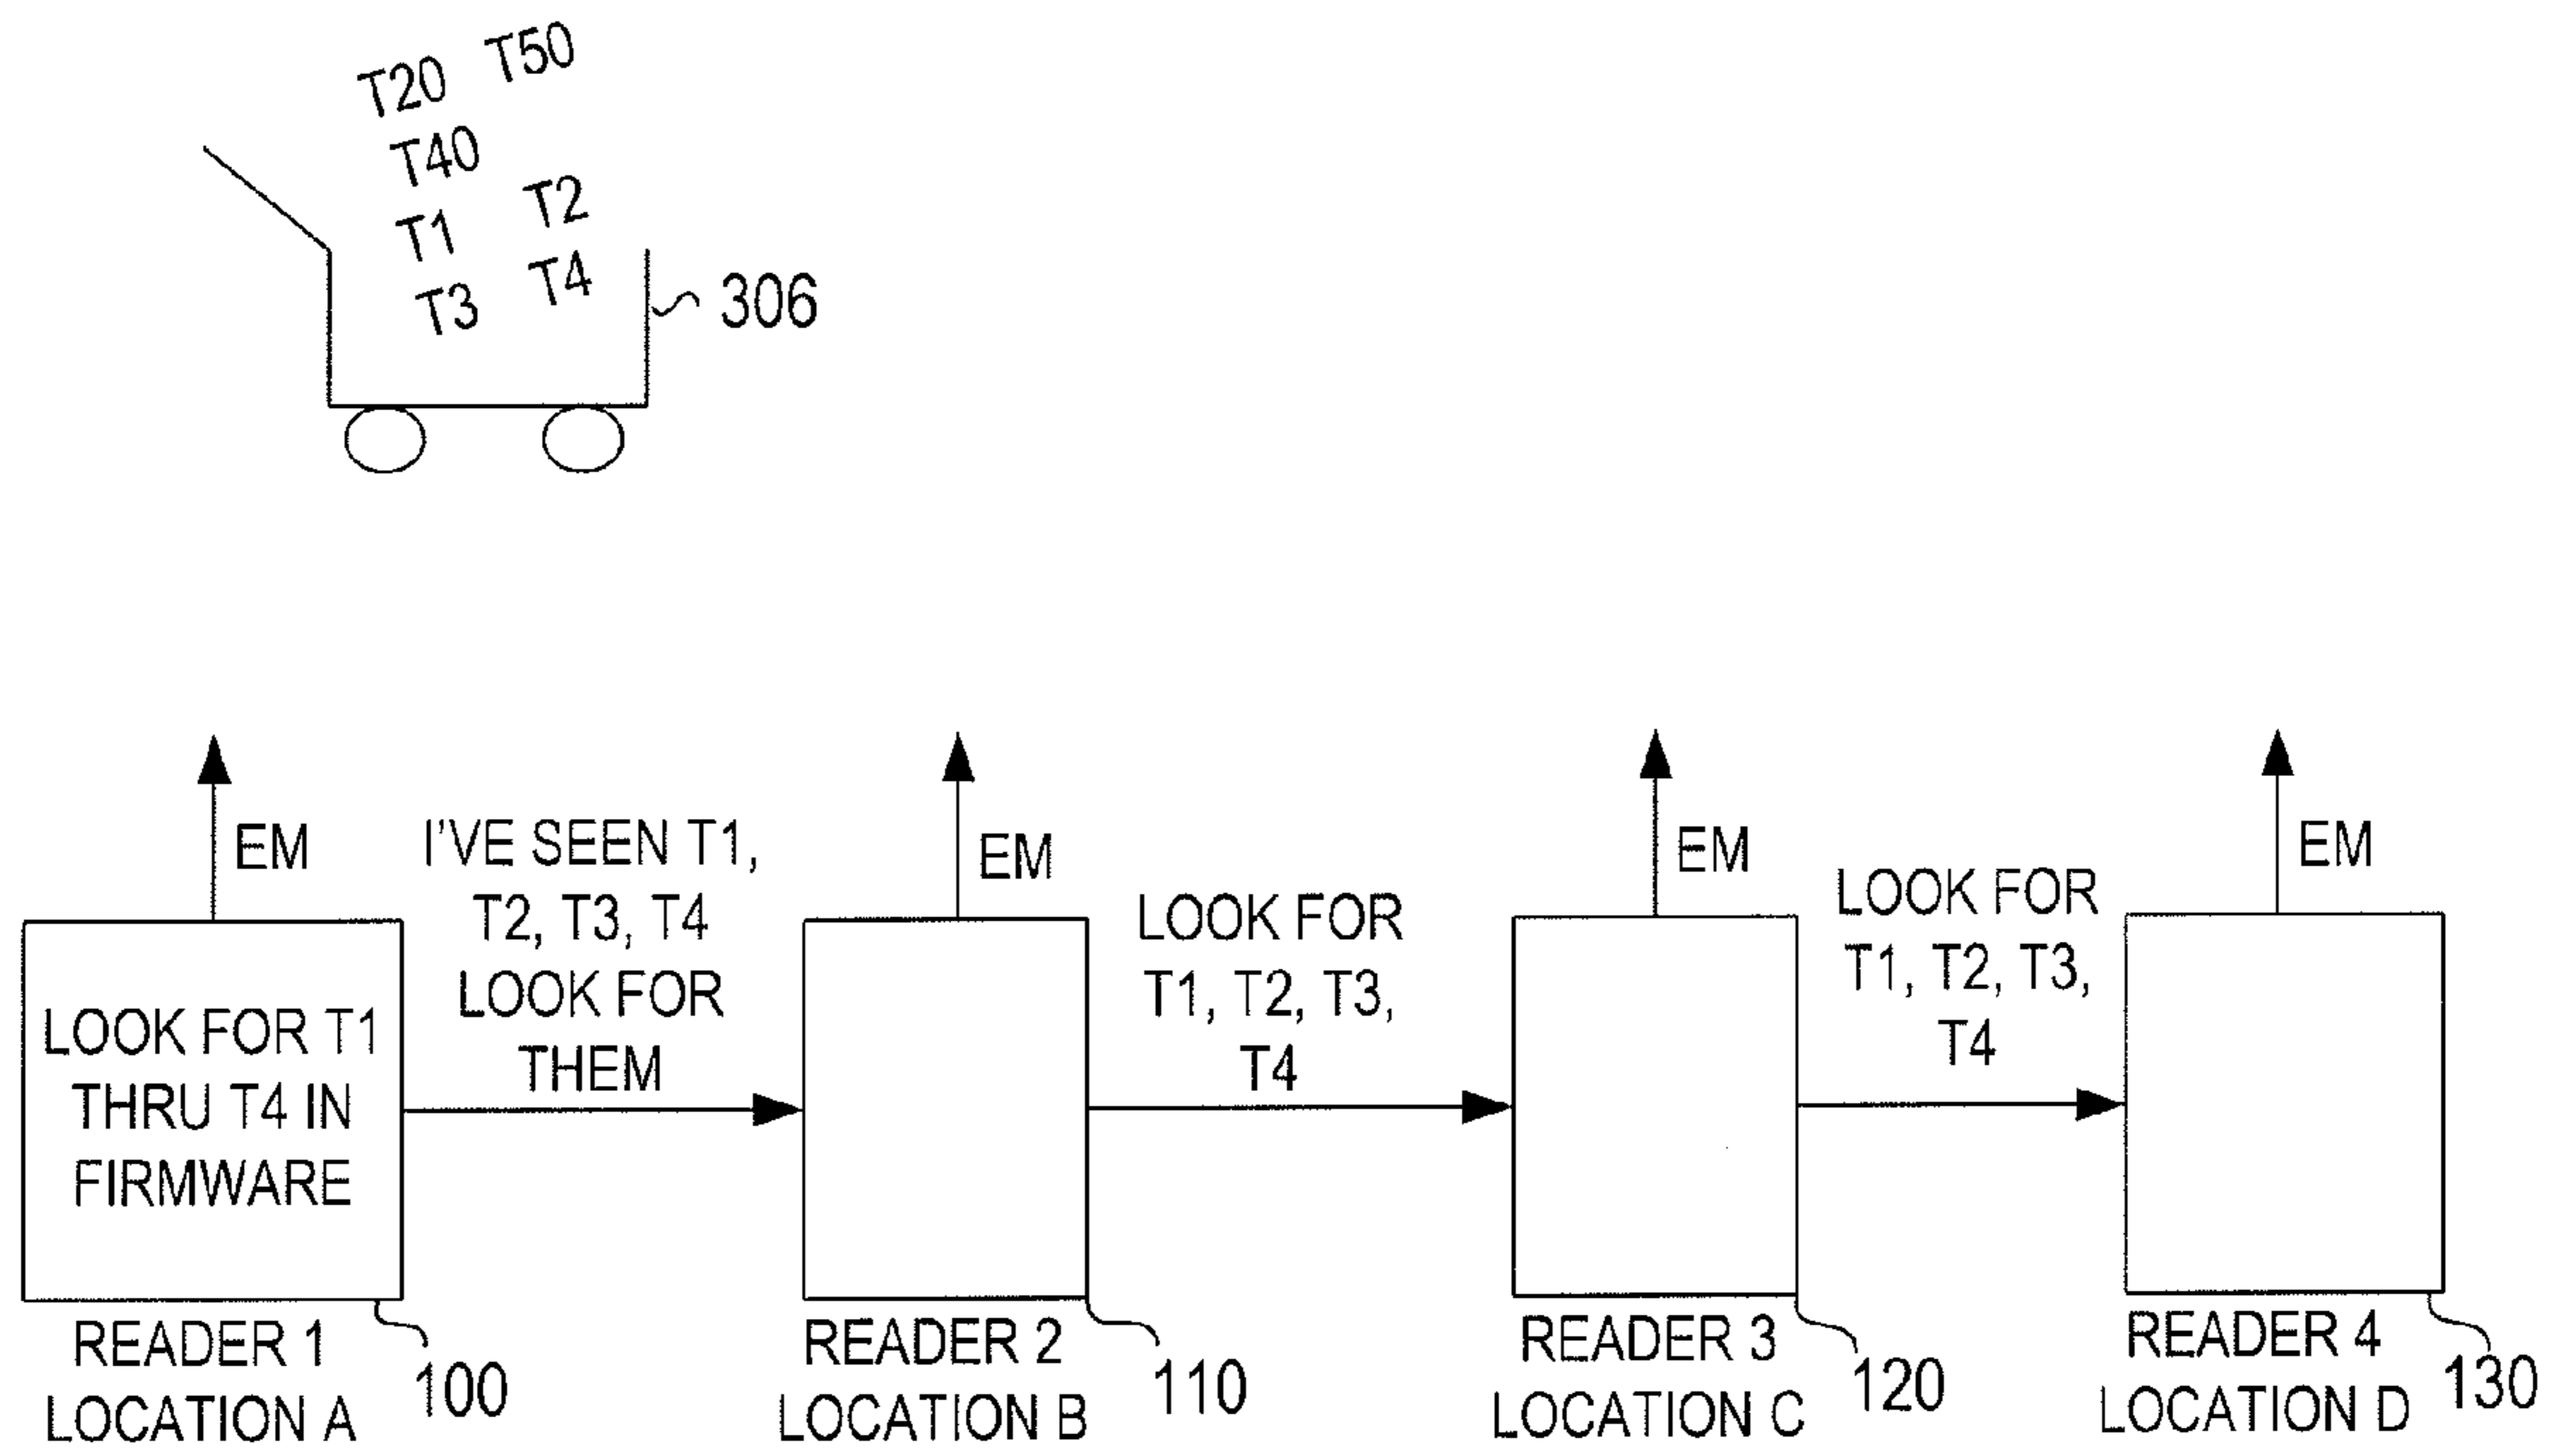 T20 T50
T40
T1 T2
T3 T4
306
EM
I'VE SEEN T1,
T2, T3, T4
LOOK FOR
THEM
EM
LOOK FOR
T1, T2, T3,
T4
EM
LOOK FOR
T1, T2, T3,
T4
EM
LOOK FOR T1
THRU T4 IN
FIRMWARE
READER 1
LOCATION A
100
READER 2
LOCATION B
110
READER 3
LOCATION C
120
READER 4
LOCATION D
130